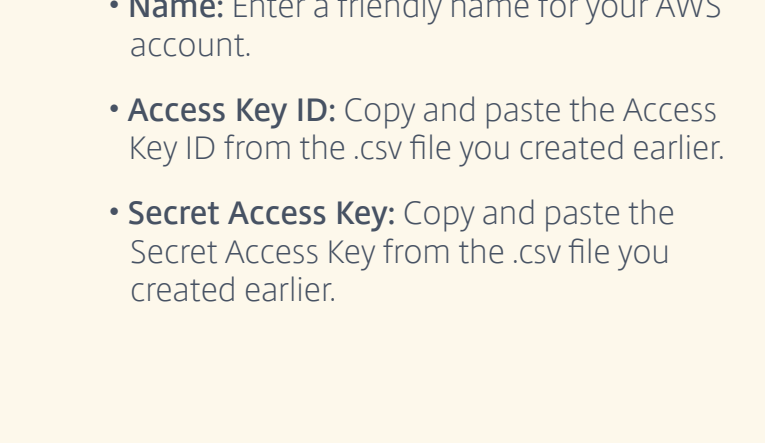 • Name: Enter a friendly name for your AWS
account.
• Access Key ID: Copy and paste the Access
Key ID from the .csv file you created earlier.
• Secret Access Key: Copy and paste the
Secret Access Key from the .csv file you
created earlier.